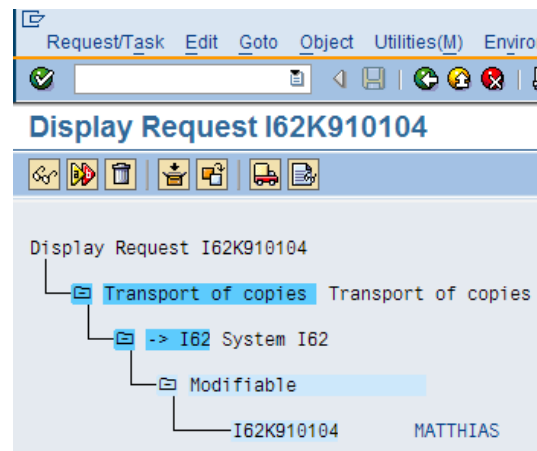 Request/Task Edit Goto Object Utilities(M) Enviro
Display Request I62K910104
Display Request I62K910104
Transport of copies Transport of copies
-> I62 System I62
Modifiable
I62K910104 MATTHIAS